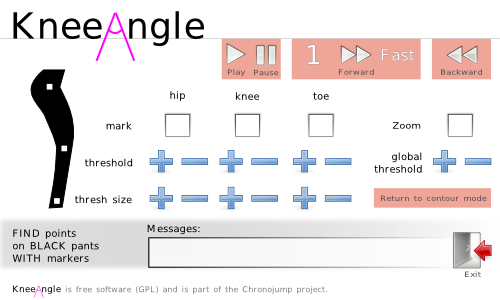 KneeAngle
1 Fast
Play Pause Forward Backward
hip knee toe
mark Zoom
threshold global threshold
thresh size Return to contour mode
FIND points
on BLACK pants
WITH markers
Messages:
Exit
KneeAngle is free software (GPL) and is part of the Chronojump project.